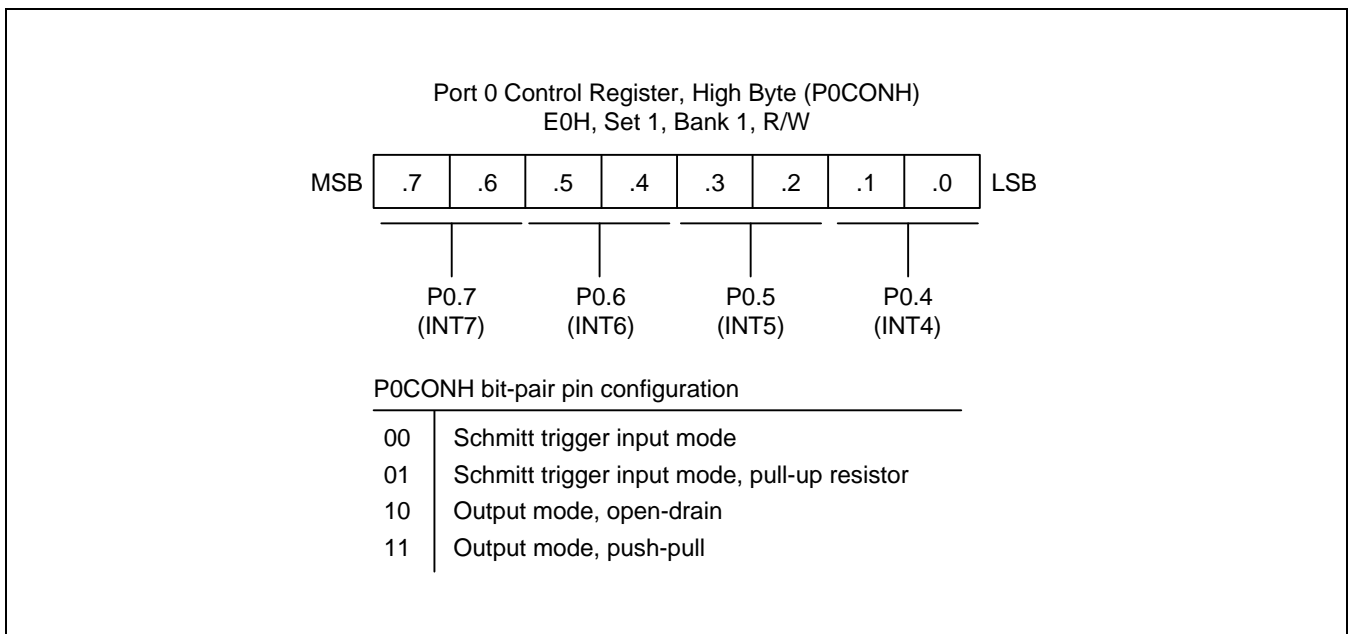 Port 0 Control Register, High Byte (P0CONH)
E0H, Set 1, Bank 1, R/W
MSB .7 .6 .5 .4 .3 .2 .1 .0 LSB
P0.7 P0.6 P0.5 P0.4
(INT7) (INT6) (INT5) (INT4)
P0CONH bit-pair pin configuration
00 Schmitt trigger input mode
01 Schmitt trigger input mode, pull-up resistor
10 Output mode, open-drain
11 Output mode, push-pull